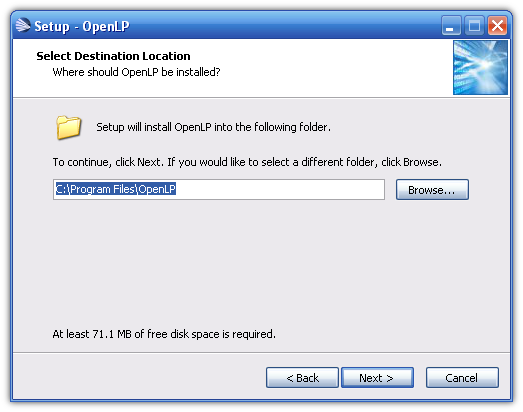 Setup - OpenLP
Select Destination Location
Where should OpenLP be installed?
Setup will install OpenLP into the following folder.
To continue, click Next. If you would like to select a different folder, click Browse.
C:\Program Files\OpenLP
Browse...
At least 71.1 MB of free disk space is required.
< Back
Next >
Cancel